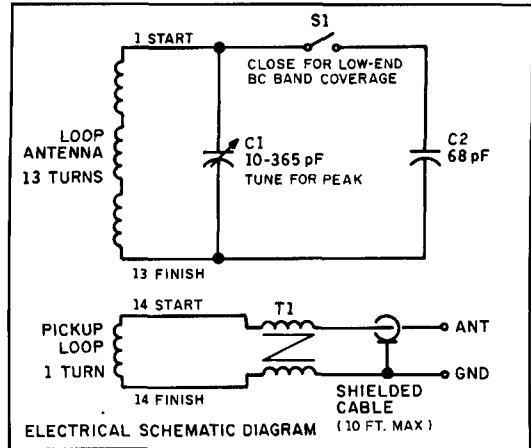 1 START
S1
CLOSE FOR LOW-END
BC BAND COVERAGE
LOOP
ANTENNA
13 TURNS
C1
10-365 pF
TUNE FOR PEAK
C2
68 pF
13 FINISH
14 START
T1
PICKUP
LOOP
1 TURN
ANT
GND
14 FINISH
SHIELDED
CABLE
(10 FT. MAX)
ELECTRICAL SCHEMATIC DIAGRAM